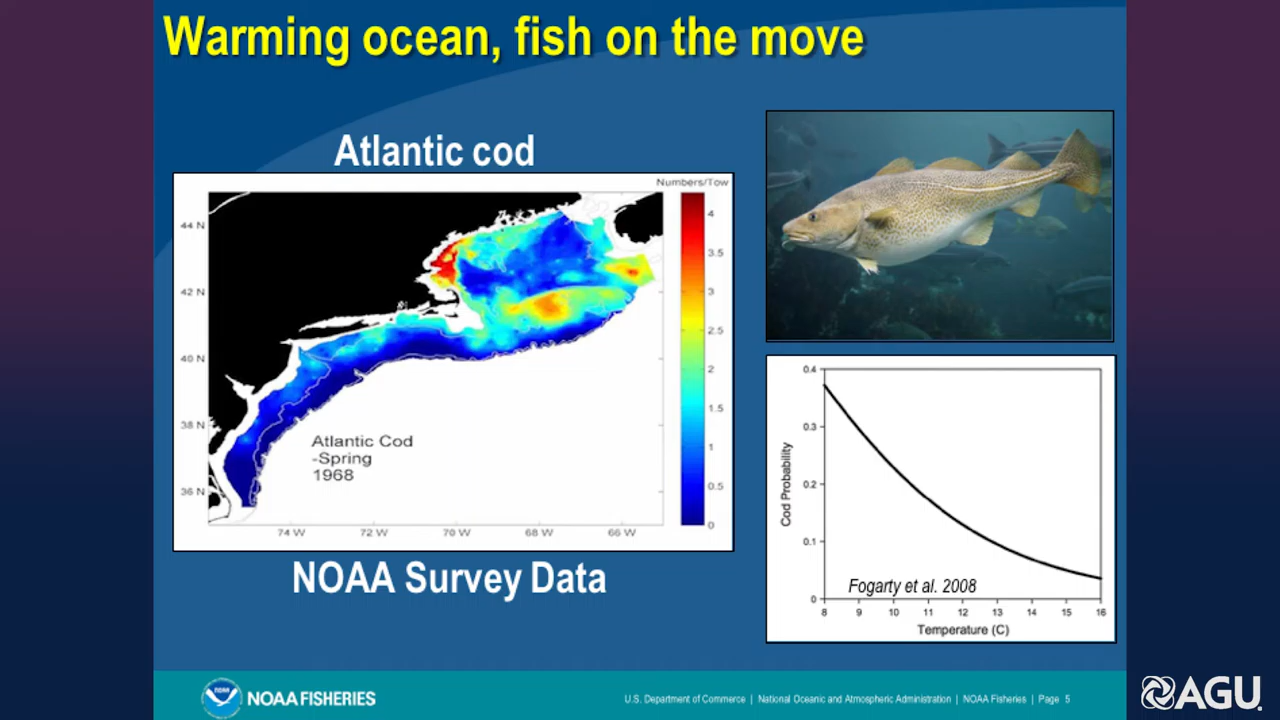 Warming ocean, fish on the move
Atlantic cod
Numbers/Tow
44 N
42 N
40 N
38 N
36 N
74 W
72 W
70 W
68 W
66 W
4
3.5
3
2.5
2
1.5
1
0.5
0
Atlantic Cod
-Spring
1968
NOAA Survey Data
0.4
0.3
0.2
0.1
0
Cod Probability
Fogarty et al. 2008
8
9
10
11
12
13
14
15
16
Temperature (C)
NOAA
NOAA FISHERIES
U.S. Department of Commerce | National Oceanic and Atmospheric Administration | NOAA Fisheries | Page 5
AGU